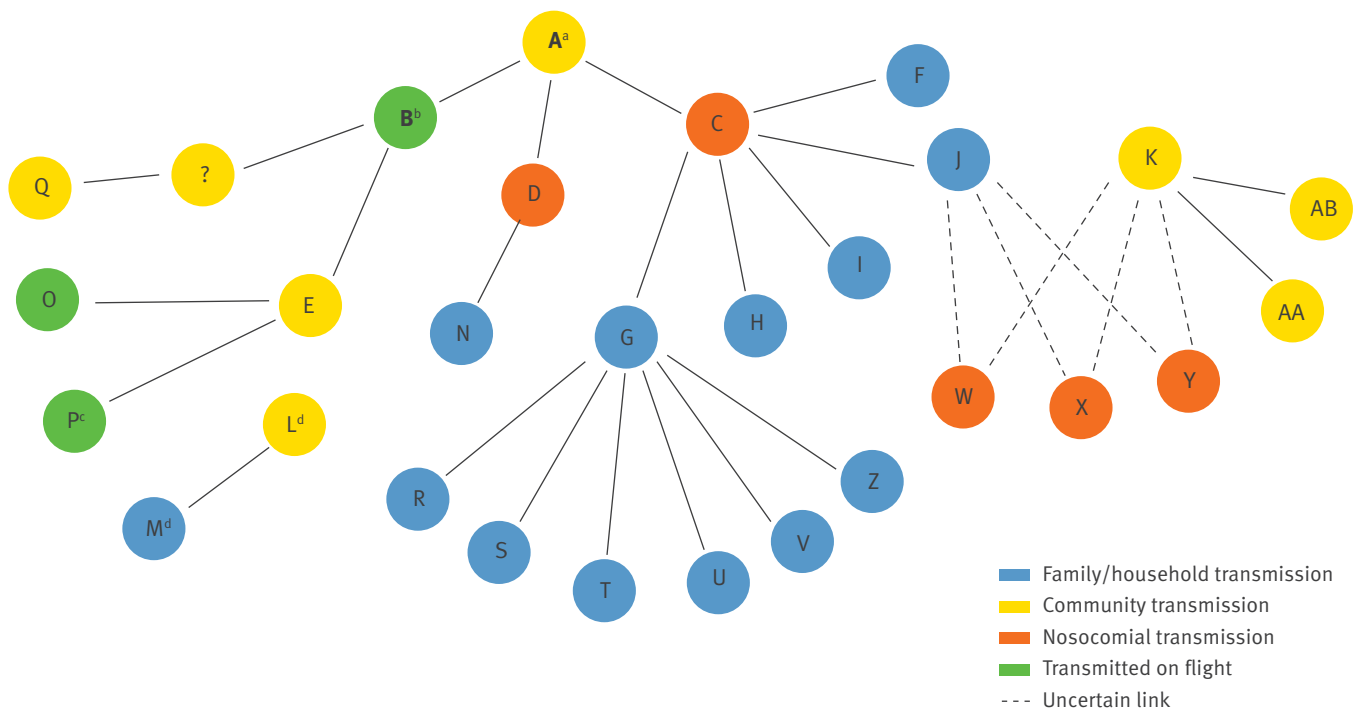 Aᵃ
F
Bᵇ
C
J
K
?
Q
D
AB
I
O
E
AA
H
N
G
Y
W
X
Pᶜ
Lᵈ
Z
R
Mᵈ
V
S
U
T
Family/household transmission
Community transmission
Nosocomial transmission
Transmitted on flight
Uncertain link